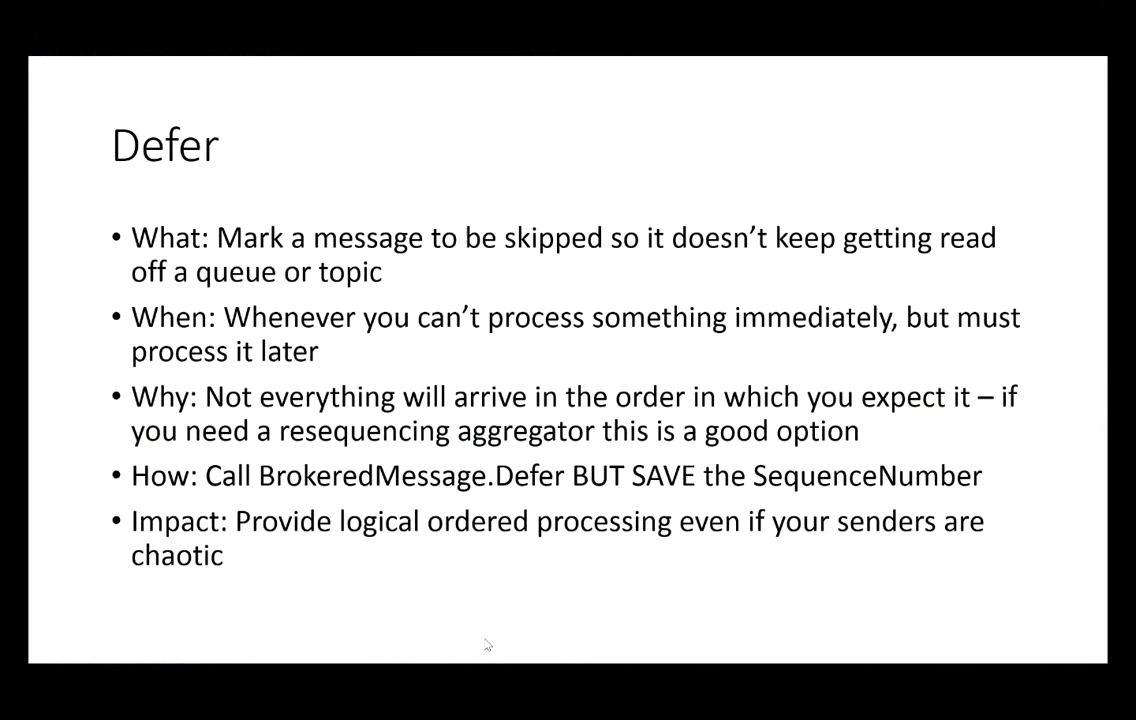 Defer
• What: Mark a message to be skipped so it doesn’t keep getting read
off a queue or topic
• When: Whenever you can’t process something immediately, but must
process it later
• Why: Not everything will arrive in the order in which you expect it – if
you need a resequencing aggregator this is a good option
• How: Call BrokeredMessage.Defer BUT SAVE the SequenceNumber
• Impact: Provide logical ordered processing even if your senders are
chaotic